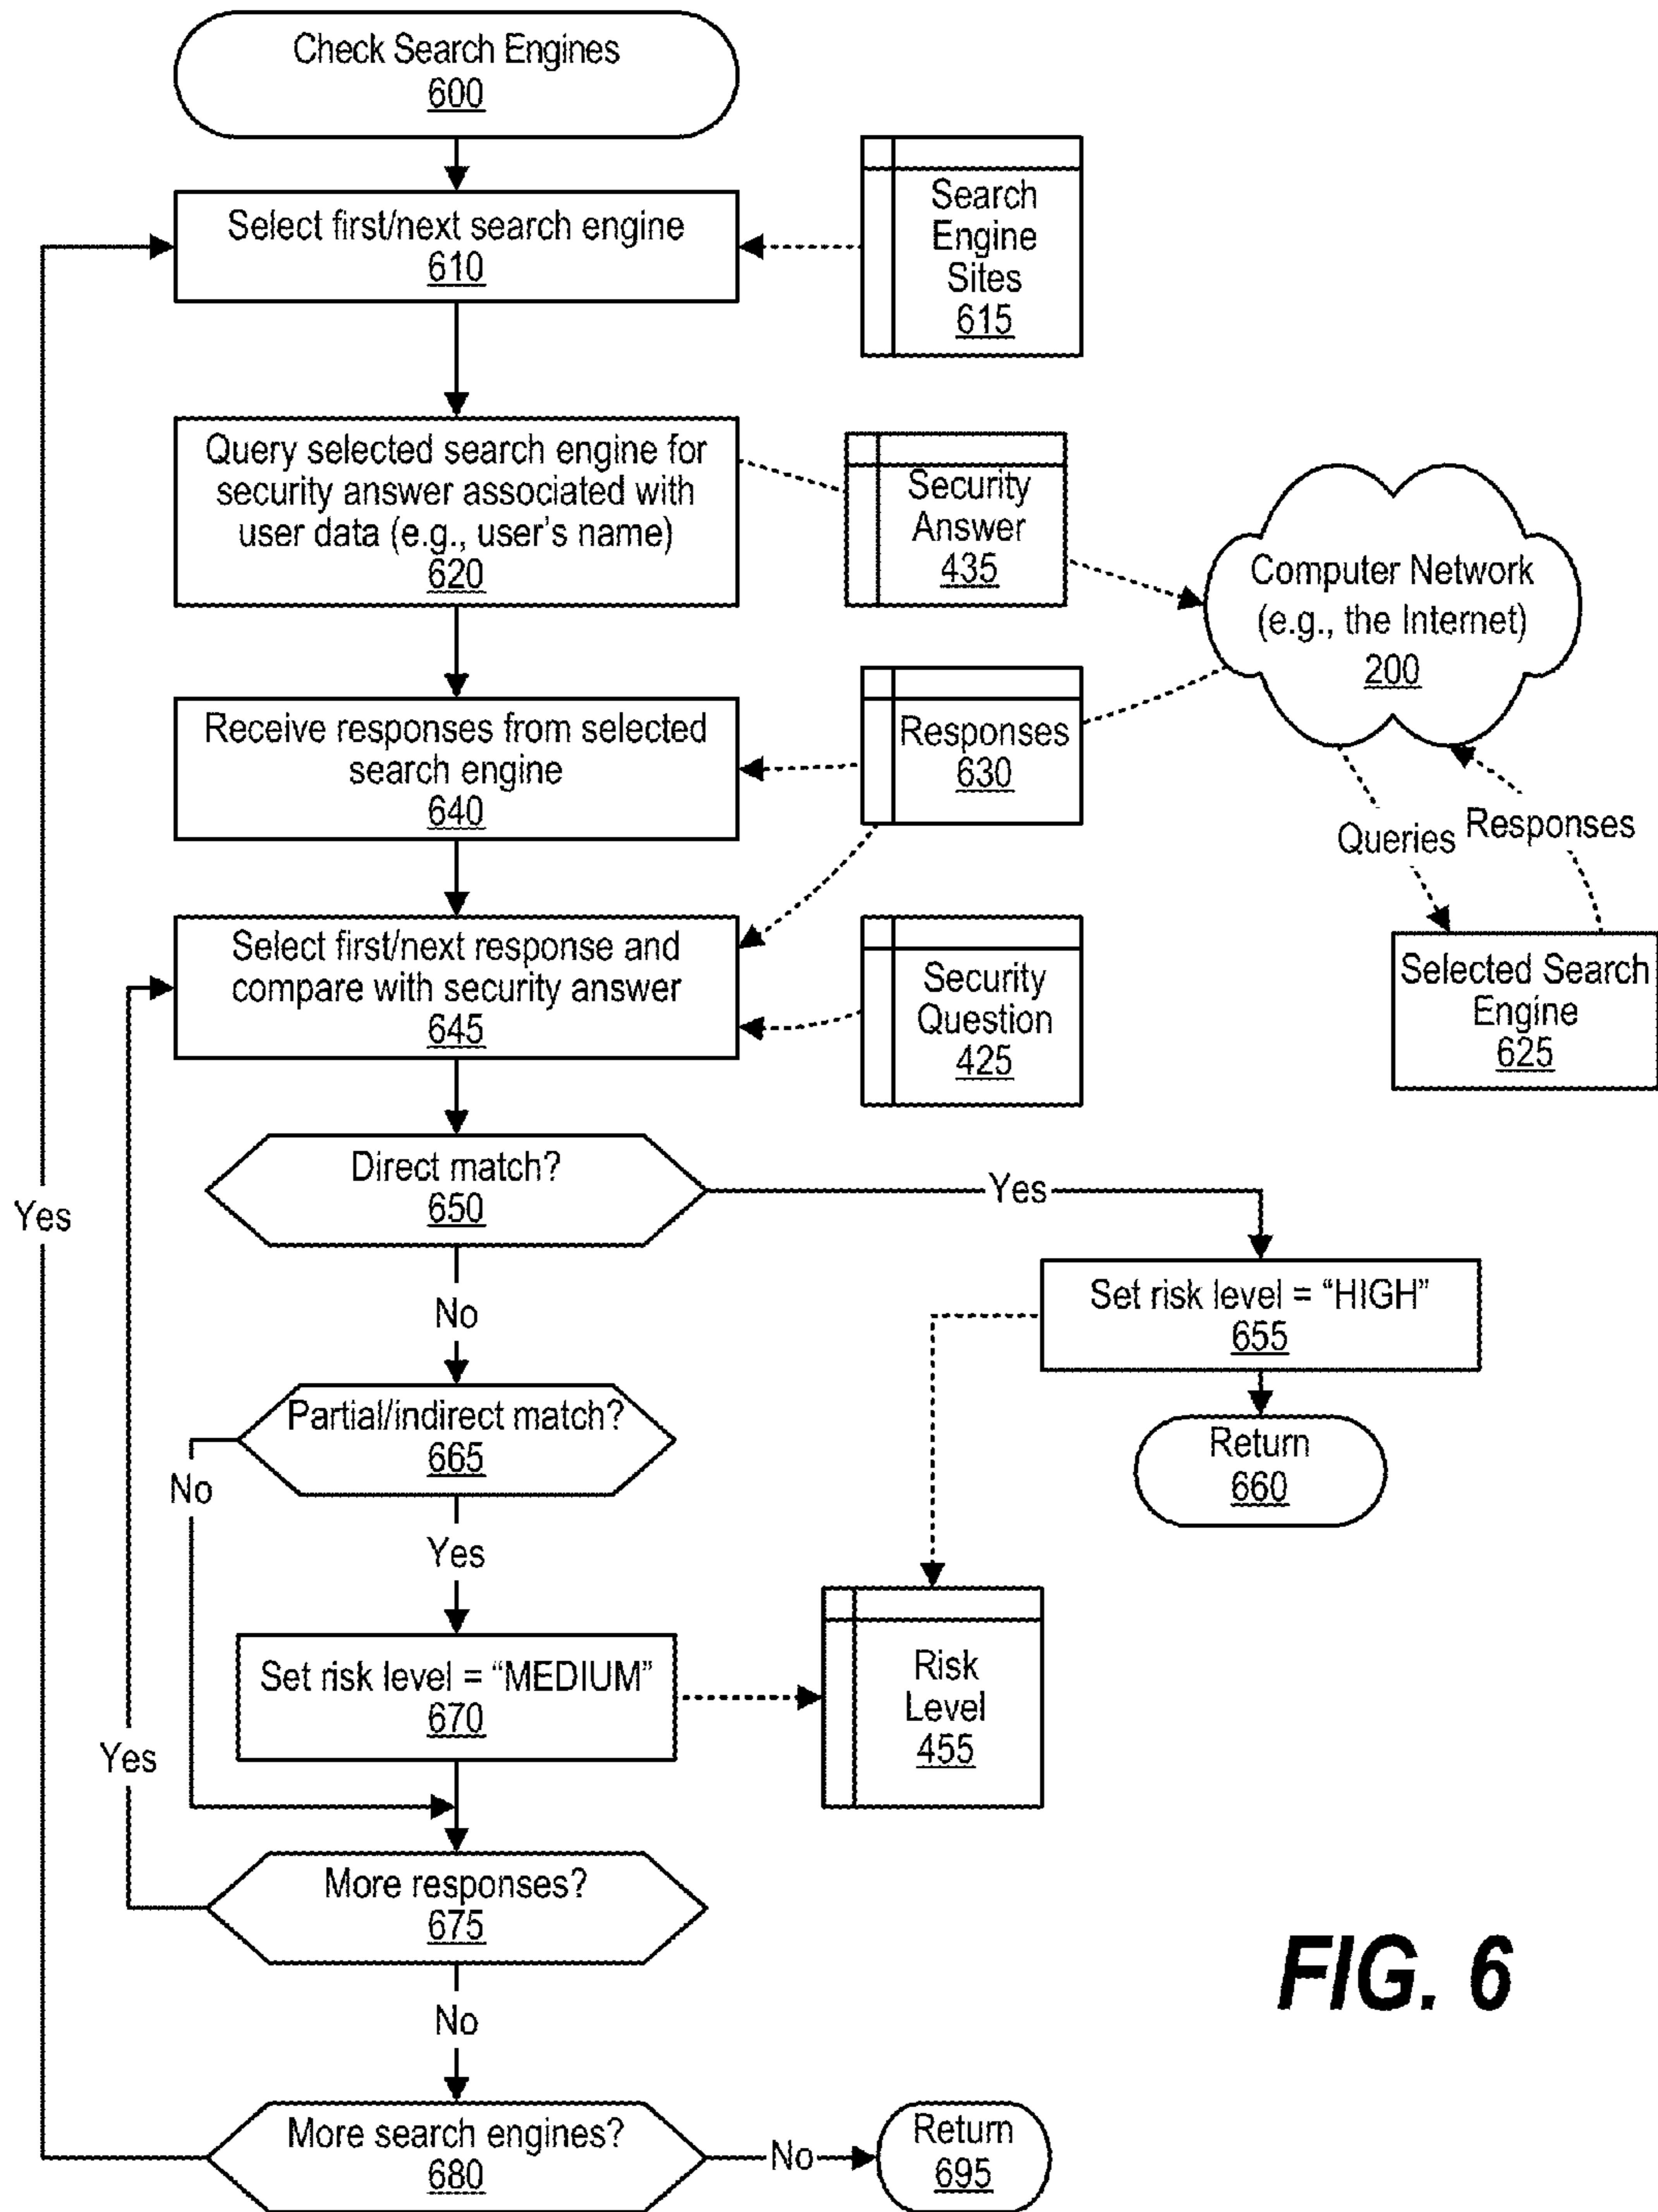 Check Search Engines
600
Select first/next search engine
610
Search
Engine
Sites
615
Query selected search engine for
security answer associated with
user data (e.g., user's name)
620
Security
Answer
435
Computer Network
(e.g., the Internet)
200
Receive responses from selected
search engine
640
Responses
630
Queries
Responses
Select first/next response and
compare with security answer
645
Security
Question
425
Selected Search
Engine
625
Direct match?
650
Yes
Yes
No
Set risk level = “HIGH”
655
Partial/indirect match?
665
Return
660
No
Yes
Set risk level = “MEDIUM”
670
Risk
Level
455
Yes
More responses?
675
No
More search engines?
680
No
Return
695
FIG. 6